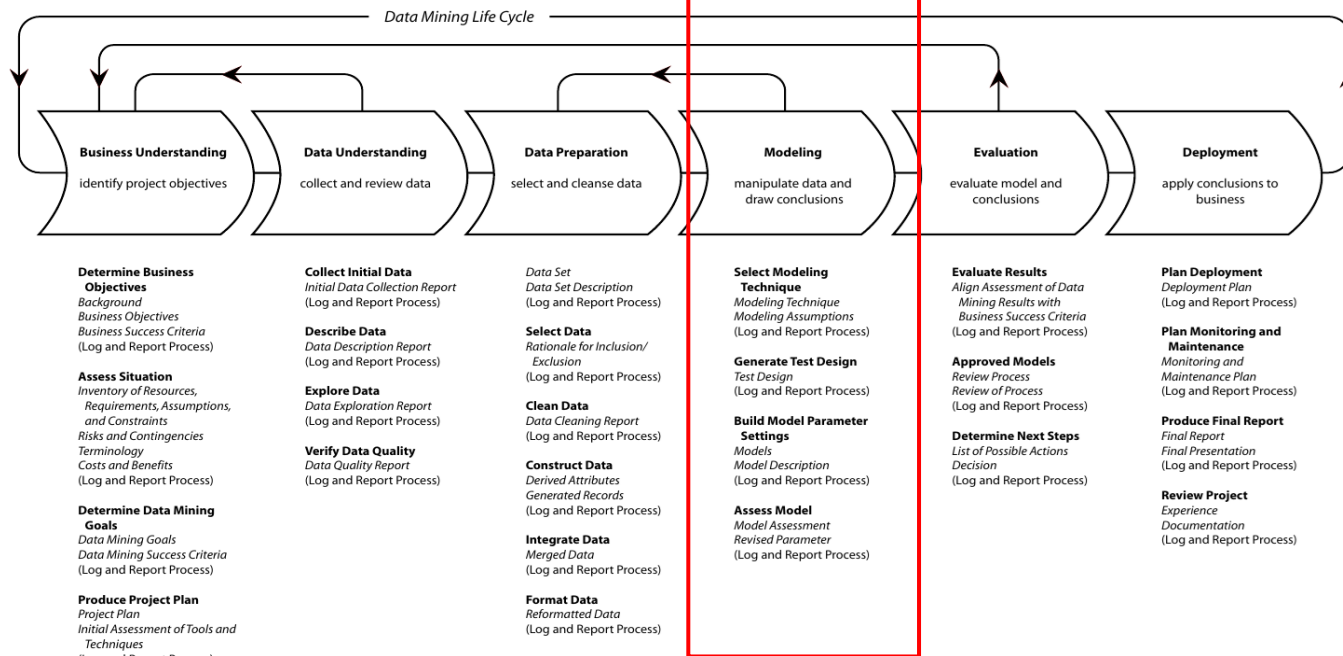 Data Mining Life Cycle
Business Understanding
identify project objectives
Data Understanding
collect and review data
Data Preparation
select and cleanse data
Modeling
manipulate data and
draw conclusions
Evaluation
evaluate model and
conclusions
Deployment
apply conclusions to
business
Determine Business
Objectives
Background
Business Objectives
Business Success Criteria
(Log and Report Process)
Assess Situation
Inventory of Resources,
Requirements, Assumptions,
and Constraints
Risks and Contingencies
Terminology
Costs and Benefits
(Log and Report Process)
Determine Data Mining
Goals
Data Mining Goals
Data Mining Success Criteria
(Log and Report Process)
Produce Project Plan
Project Plan
Initial Assessment of Tools and
Techniques
Collect Initial Data
Initial Data Collection Report
(Log and Report Process)
Describe Data
Data Description Report
(Log and Report Process)
Explore Data
Data Exploration Report
(Log and Report Process)
Verify Data Quality
Data Quality Report
(Log and Report Process)
Data Set
Data Set Description
(Log and Report Process)
Select Data
Rationale for Inclusion/
Exclusion
(Log and Report Process)
Clean Data
Data Cleaning Report
(Log and Report Process)
Construct Data
Derived Attributes
Generated Records
(Log and Report Process)
Integrate Data
Merged Data
(Log and Report Process)
Format Data
Reformatted Data
(Log and Report Process)
Select Modeling
Technique
Modeling Technique
Modeling Assumptions
(Log and Report Process)
Generate Test Design
Test Design
(Log and Report Process)
Build Model Parameter
Settings
Models
Model Description
(Log and Report Process)
Assess Model
Model Assessment
Revised Parameter
(Log and Report Process)
Evaluate Results
Align Assessment of Data
Mining Results with
Business Success Criteria
(Log and Report Process)
Approved Models
Review Process
Review of Process
(Log and Report Process)
Determine Next Steps
List of Possible Actions
Decision
(Log and Report Process)
Plan Deployment
Deployment Plan
(Log and Report Process)
Plan Monitoring and
Maintenance
Monitoring and
Maintenance Plan
(Log and Report Process)
Produce Final Report
Final Report
Final Presentation
(Log and Report Process)
Review Project
Experience
Documentation
(Log and Report Process)